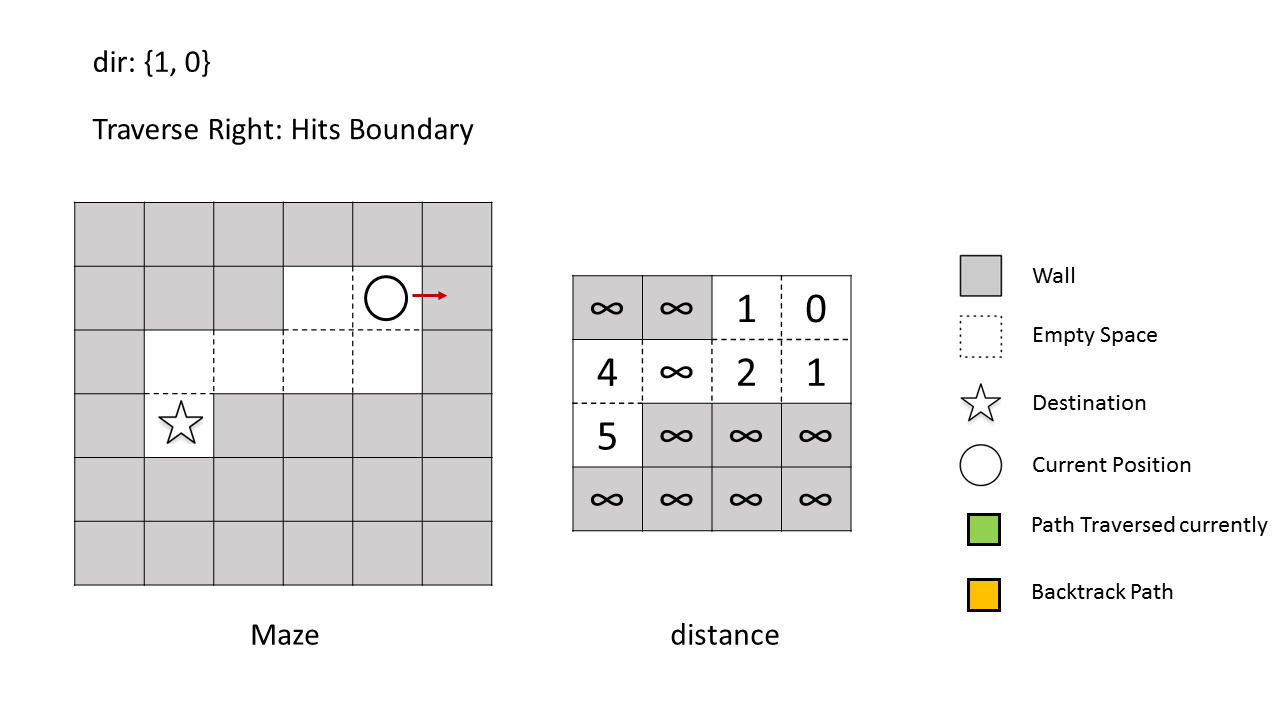 dir: {1, 0}
Traverse Right: Hits Boundary
∞ ∞ 1 0
4 ∞ 2 1
5 ∞ ∞ ∞
∞ ∞ ∞ ∞
Wall
Empty Space
Destination
Current Position
Path Traversed currently
Backtrack Path
Maze
distance